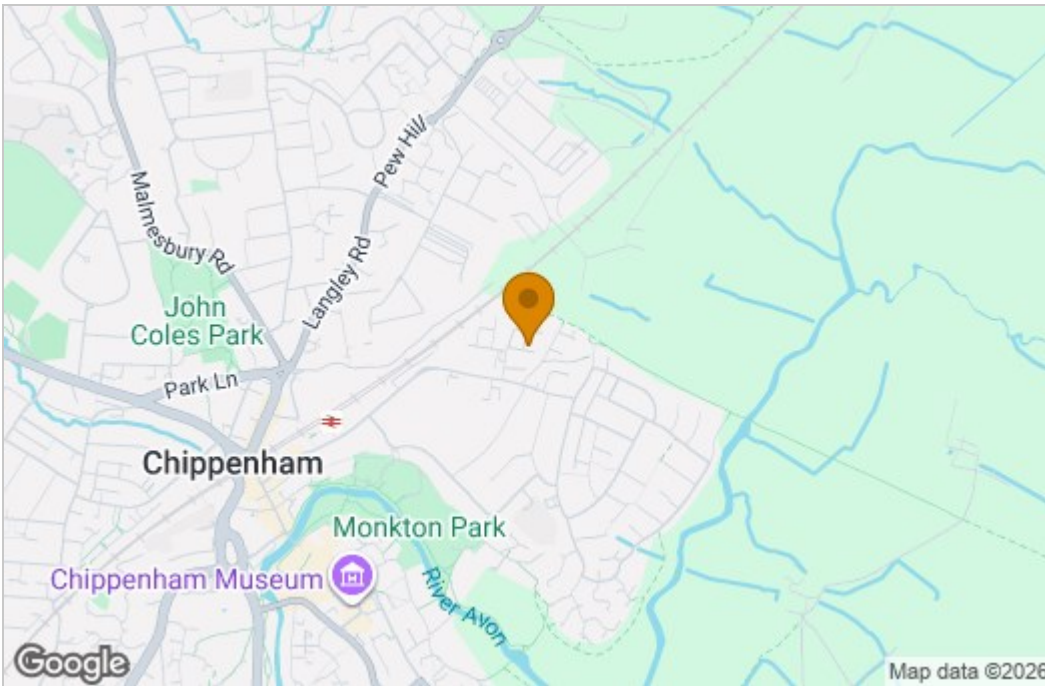 Pew Hill
Malmesbury Rd
Langley Rd
John
Coles Park
Park Ln
Chippenham
Monkton Park
Chippenham Museum
River Avon
Google
Map data ©2026